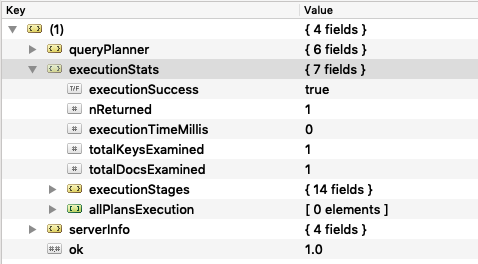 Key Value
(1) { 4 fields }
queryPlanner { 6 fields }
executionStats { 7 fields }
T/F executionSuccess true
# nReturned 1
# executionTimeMillis 0
# totalKeysExamined 1
# totalDocsExamined 1
executionStages { 14 fields }
allPlansExecution [ 0 elements ]
serverInfo { 4 fields }
#.# ok 1.0